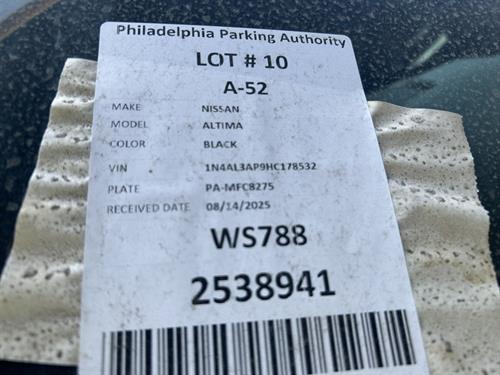 Philadelphia Parking Authority
LOT # 10
A-52
MAKE NISSAN
MODEL ALTIMA
COLOR BLACK
VIN 1N4AL3AP9HC178532
PLATE PA-MFC8275
RECEIVED DATE 08/14/2025
WS788
2538941